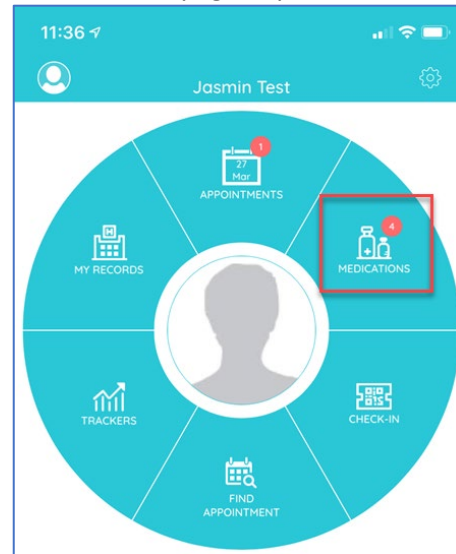 11:36
Jasmin Test
1
27
Mar
APPOINTMENTS
H
MY RECORDS
4
MEDICATIONS
TRACKERS
CHECK-IN
FIND
APPOINTMENT